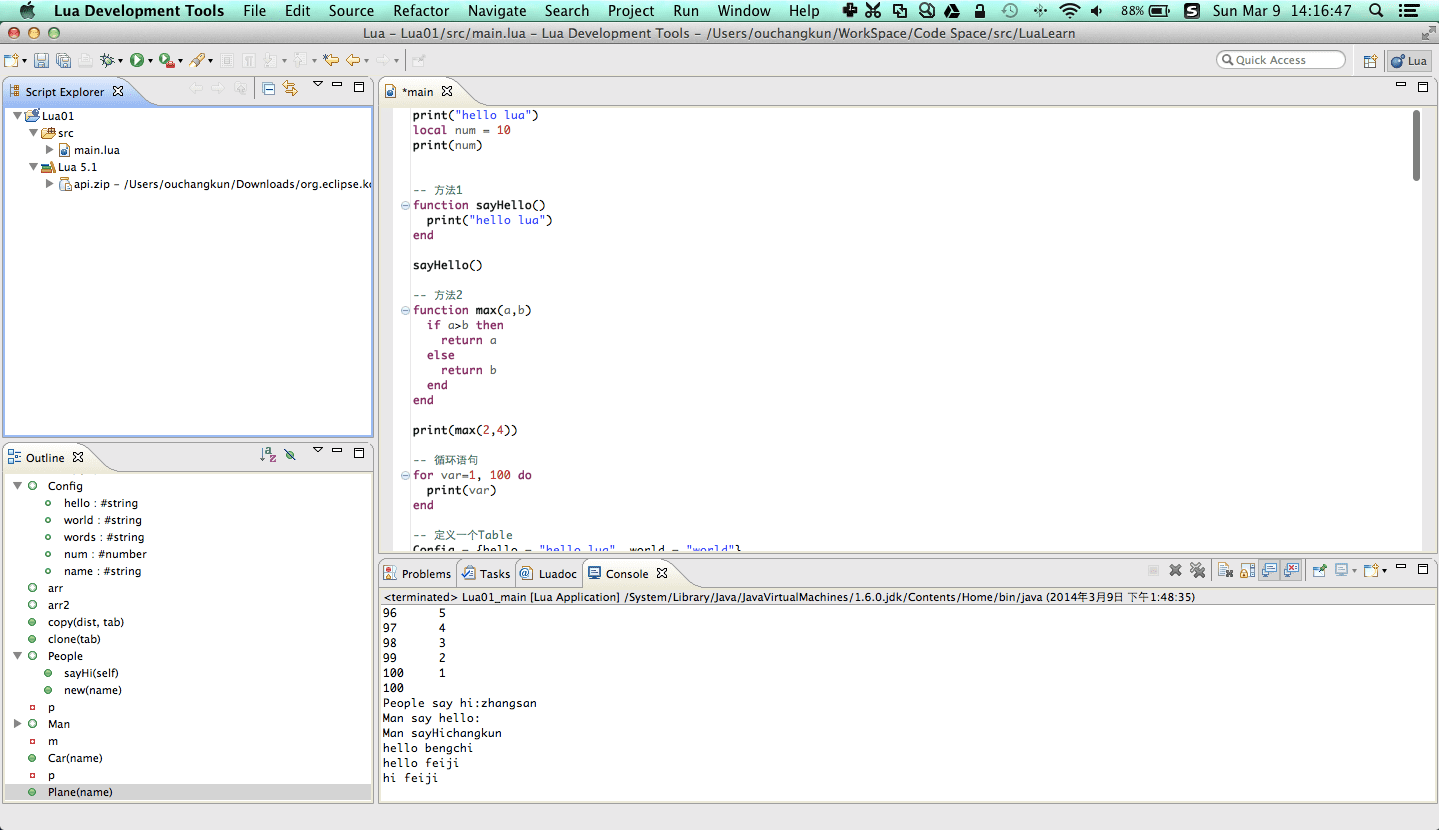 Lua Development Tools File Edit Source Refactor Navigate Search Project Run Window Help 88% S Sun Mar 9 14:16:47
Lua - Lua01/src/main.lua - Lua Development Tools - /Users/ouchangkun/WorkSpace/Code Space/src/LuaLearn
Quick Access Lua
Script Explorer
Lua01
src
main.lua
Lua 5.1
api.zip - /Users/ouchangkun/Downloads/org.eclipse.ko
*main
print("hello lua")
local num = 10
print(num)
-- 方法1
function sayHello()
print("hello lua")
end
sayHello()
-- 方法2
function max(a,b)
if a>b then
return a
else
return b
end
end
print(max(2,4))
-- 循环语句
for var=1, 100 do
print(var)
end
-- 定义一个Table
Config = {hello = "hello lua", world = "world"}
Outline
Config
hello : #string
world : #string
words : #string
num : #number
name : #string
arr
arr2
copy(dist, tab)
clone(tab)
People
sayHi(self)
new(name)
p
Man
m
Car(name)
p
Plane(name)
Problems Tasks @ Luadoc Console
<terminated> Lua01_main [Lua Application] /System/Library/Java/JavaVirtualMachines/1.6.0.jdk/Contents/Home/bin/java (2014年3月9日 下午1:48:35)
96 5
97 4
98 3
99 2
100 1
100
People say hi:zhangsan
Man say hello:
Man sayHichangkun
hello bengchi
hello feiji
hi feiji